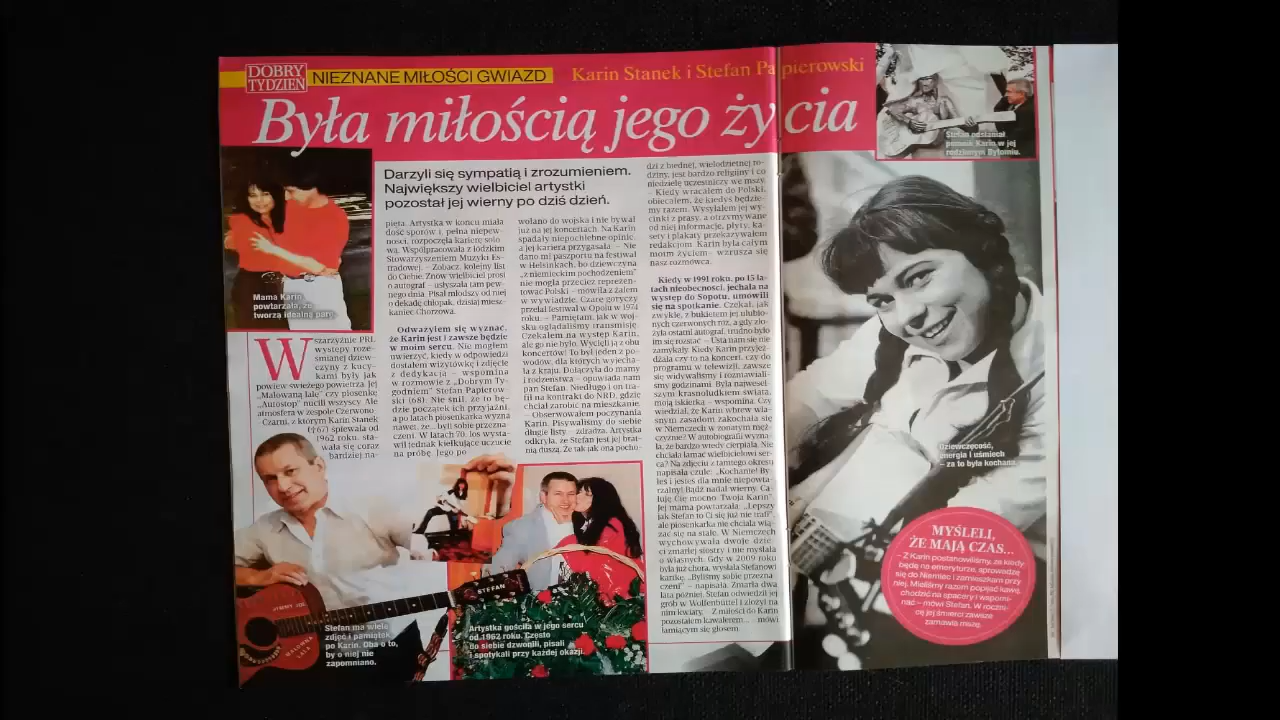 DOBRY
TYDZIEŃ
NIEZNANE MIŁOŚCI GWIAZD
Karin Stanek i Stefan Papierowski
Była miłością jego życia
Stefan odsłaniał
pomnik Karin w jej
rodzinnym Bytomiu.
Mama Karin
powtarzała, że
tworzą idealną parę.
Darzyli się sympatią i zrozumieniem.
Największy wielbiciel artystki
pozostał jej wierny po dziś dzień.
W szarzyźnie PRL
występy roze-
śmianej dziew-
czyny z kucy-
kami były jak
powiew świeżego powietrza. Jej
„Malowaną lalę” czy piosenkę
„Autostop” nucili wszyscy. Ale
atmosfera w zespole Czerwono-
-Czarni, z którym Karin Stanek
(†67) śpiewała od
1962 roku, sta-
wała się coraz
bardziej na-
pięta. Artystka w końcu miała
dość sporów i, pełna niepew-
ności, rozpoczęła karierę solo-
wą. Współpracowała z łódzkim
Stowarzyszeniem Muzyki Es-
tradowej. – Zobacz, kolejny list
do Ciebie. Znów wielbiciel prosi
o autograf – usłyszała tam pew-
nego dnia. Pisał młodszy od niej
o dekadę chłopak, dzisiaj miesz-
kaniec Chorzowa.
Odważyłem się wyznać,
że Karin jest i zawsze będzie
w moim sercu. Nie mogłem
uwierzyć, kiedy w odpowiedzi
dostałem wizytówkę i zdjęcie
z dedykacją – wspomina
w rozmowie z „Dobrym Ty-
godniem” Stefan Papierow-
ski (68). Nie śnił, że to bę-
dzie początek ich przyjaźni,
a po latach piosenkarka wyzna
nawet, że... byli sobie przezna-
czeni. W latach 70. los wysta-
wił jednak kiełkujące uczucie
na próbę. Jego po-
wołano do wojska i nie bywał
już na jej koncertach. Na Karin
spadały niepochlebne opinie,
a jej kariera przygasała. – Nie
dano mi paszportu na festiwal
w Helsinkach, bo dziewczyna
„z niemieckim pochodzeniem”
nie mogła przecież reprezen-
tować Polski – mówiła z żalem
w wywiadzie. Czarę goryczy
przelał festiwal w Opolu w 1974
roku. – Pamiętam, jak w woj-
sku oglądaliśmy transmisję.
Czekałem na występ Karin,
ale go nie było. Wycięli ją z obu
koncertów! To był jeden z po-
wodów, dla których wyjecha-
ła z kraju. Dołączyła do mamy
i rodzeństwa – opowiada nam
pan Stefan. Niedługo i on tra-
fił na kontrakt do NRD, gdzie
chciał zarobić na mieszkanie.
– Obserwowałem poczynania
Karin. Pisywaliśmy do siebie
długie listy – zdradza. Artystka
odkryła, że Stefan jest jej brat-
nią duszą. Że tak jak ona pocho-
dzi z biednej, wielodzietnej ro-
dziny, jest bardzo religijny i co
niedzielę uczestniczy we mszy.
– Kiedy wracałem do Polski,
obiecałem, że kiedyś będzie-
my razem. Wysyłałem jej wy-
cinki z prasy, a otrzymywane
od niej informacje, płyty, ka-
sety i plakaty przekazywałem
redakcjom. Karin była całym
moim życiem – wzrusza się
nasz rozmówca.
Kiedy w 1991 roku, po 15 la-
tach nieobecności, jechała na
występ do Sopotu, umówili
się na spotkanie. Czekał, jak
zwykle, z bukietem jej ulubio-
nych czerwonych róż, a gdy zło-
żyła ostatni autograf, trudno było
im się rozstać – Usta nam się nie
zamykały. Kiedy Karin przyjeż-
dżała czy to na koncert, czy do
programu w telewizji, zawsze
się widywaliśmy i rozmawiali-
śmy godzinami. Była najwesel-
szym krasnoludkiem świata,
moją iskierką – wspomina. Czy
wiedział, że Karin wbrew wła-
snym zasadom zakochała się
w Niemczech w żonatym męż-
czyźnie? W autobiografii wyzna-
ła, że bardzo wtedy cierpiała. Nie
chciała łamać wielbicielowi ser-
ca? Na zdjęciu z tamtego okresu
napisała czule: „Kochanie! By-
łeś i jesteś dla mnie niepowta-
rzalny! Bądź nadal wierny. Ca-
łuję Cię mocno. Twoja Karin”.
Jej mama powtarzała: „Lepszy
jak Stefan to Ci się już nie trafi”,
ale piosenkarka nie chciała wią-
zać się na stałe. W Niemczech
wychowywała dwoje dzie-
ci zmarłej siostry i nie myślała
o własnych. Gdy w 2009 roku
była już chora, wysłała Stefanowi
kartkę. „Byliśmy sobie przezna-
czeni” – napisała. Zmarła dwa
lata później. Stefan odwiedził jej
grób w Wolfenbüttel i złożył na
nim kwiaty. – Z miłości do Karin
pozostałem kawalerem... – mówi
łamiącym się głosem.
Dziewczęcość,
energia i uśmiech
– za to była kochana.
MYŚLELI,
ŻE MAJĄ CZAS...
– Z Karin postanowiliśmy, że kiedy
będę na emeryturze, wprowadzę
się do Niemiec i zamieszkam przy
niej. Mieliśmy razem popijać kawę,
chodzić na spacery i wspomi-
nać – mówi Stefan. W roczni-
cę jej śmierci zawsze
zamawia mszę.
JIMMY JOE
MALOWANA
LALA
STEFAN
Stefan ma wiele
zdjęć i pamiątek
po Karin. Dba o to,
by o niej nie
zapomniano.
Artystka gościła w jego sercu
od 1962 roku. Często
do siebie dzwonili, pisali
i spotykali przy każdej okazji.